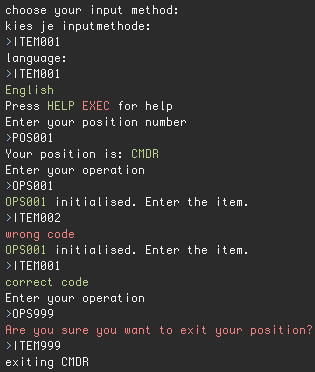 choose your input method:
kies je inputmethode:
>ITEM001
language:
>ITEM001
English
Press HELP EXEC for help
Enter your position number
>POS001
Your position is: CMDR
Enter your operation
>OPS001
OPS001 initialised. Enter the item.
>ITEM002
wrong code
OPS001 initialised. Enter the item.
>ITEM001
correct code
Enter your operation
>OPS999
Are you sure you want to exit your position?
>ITEM999
exiting CMDR